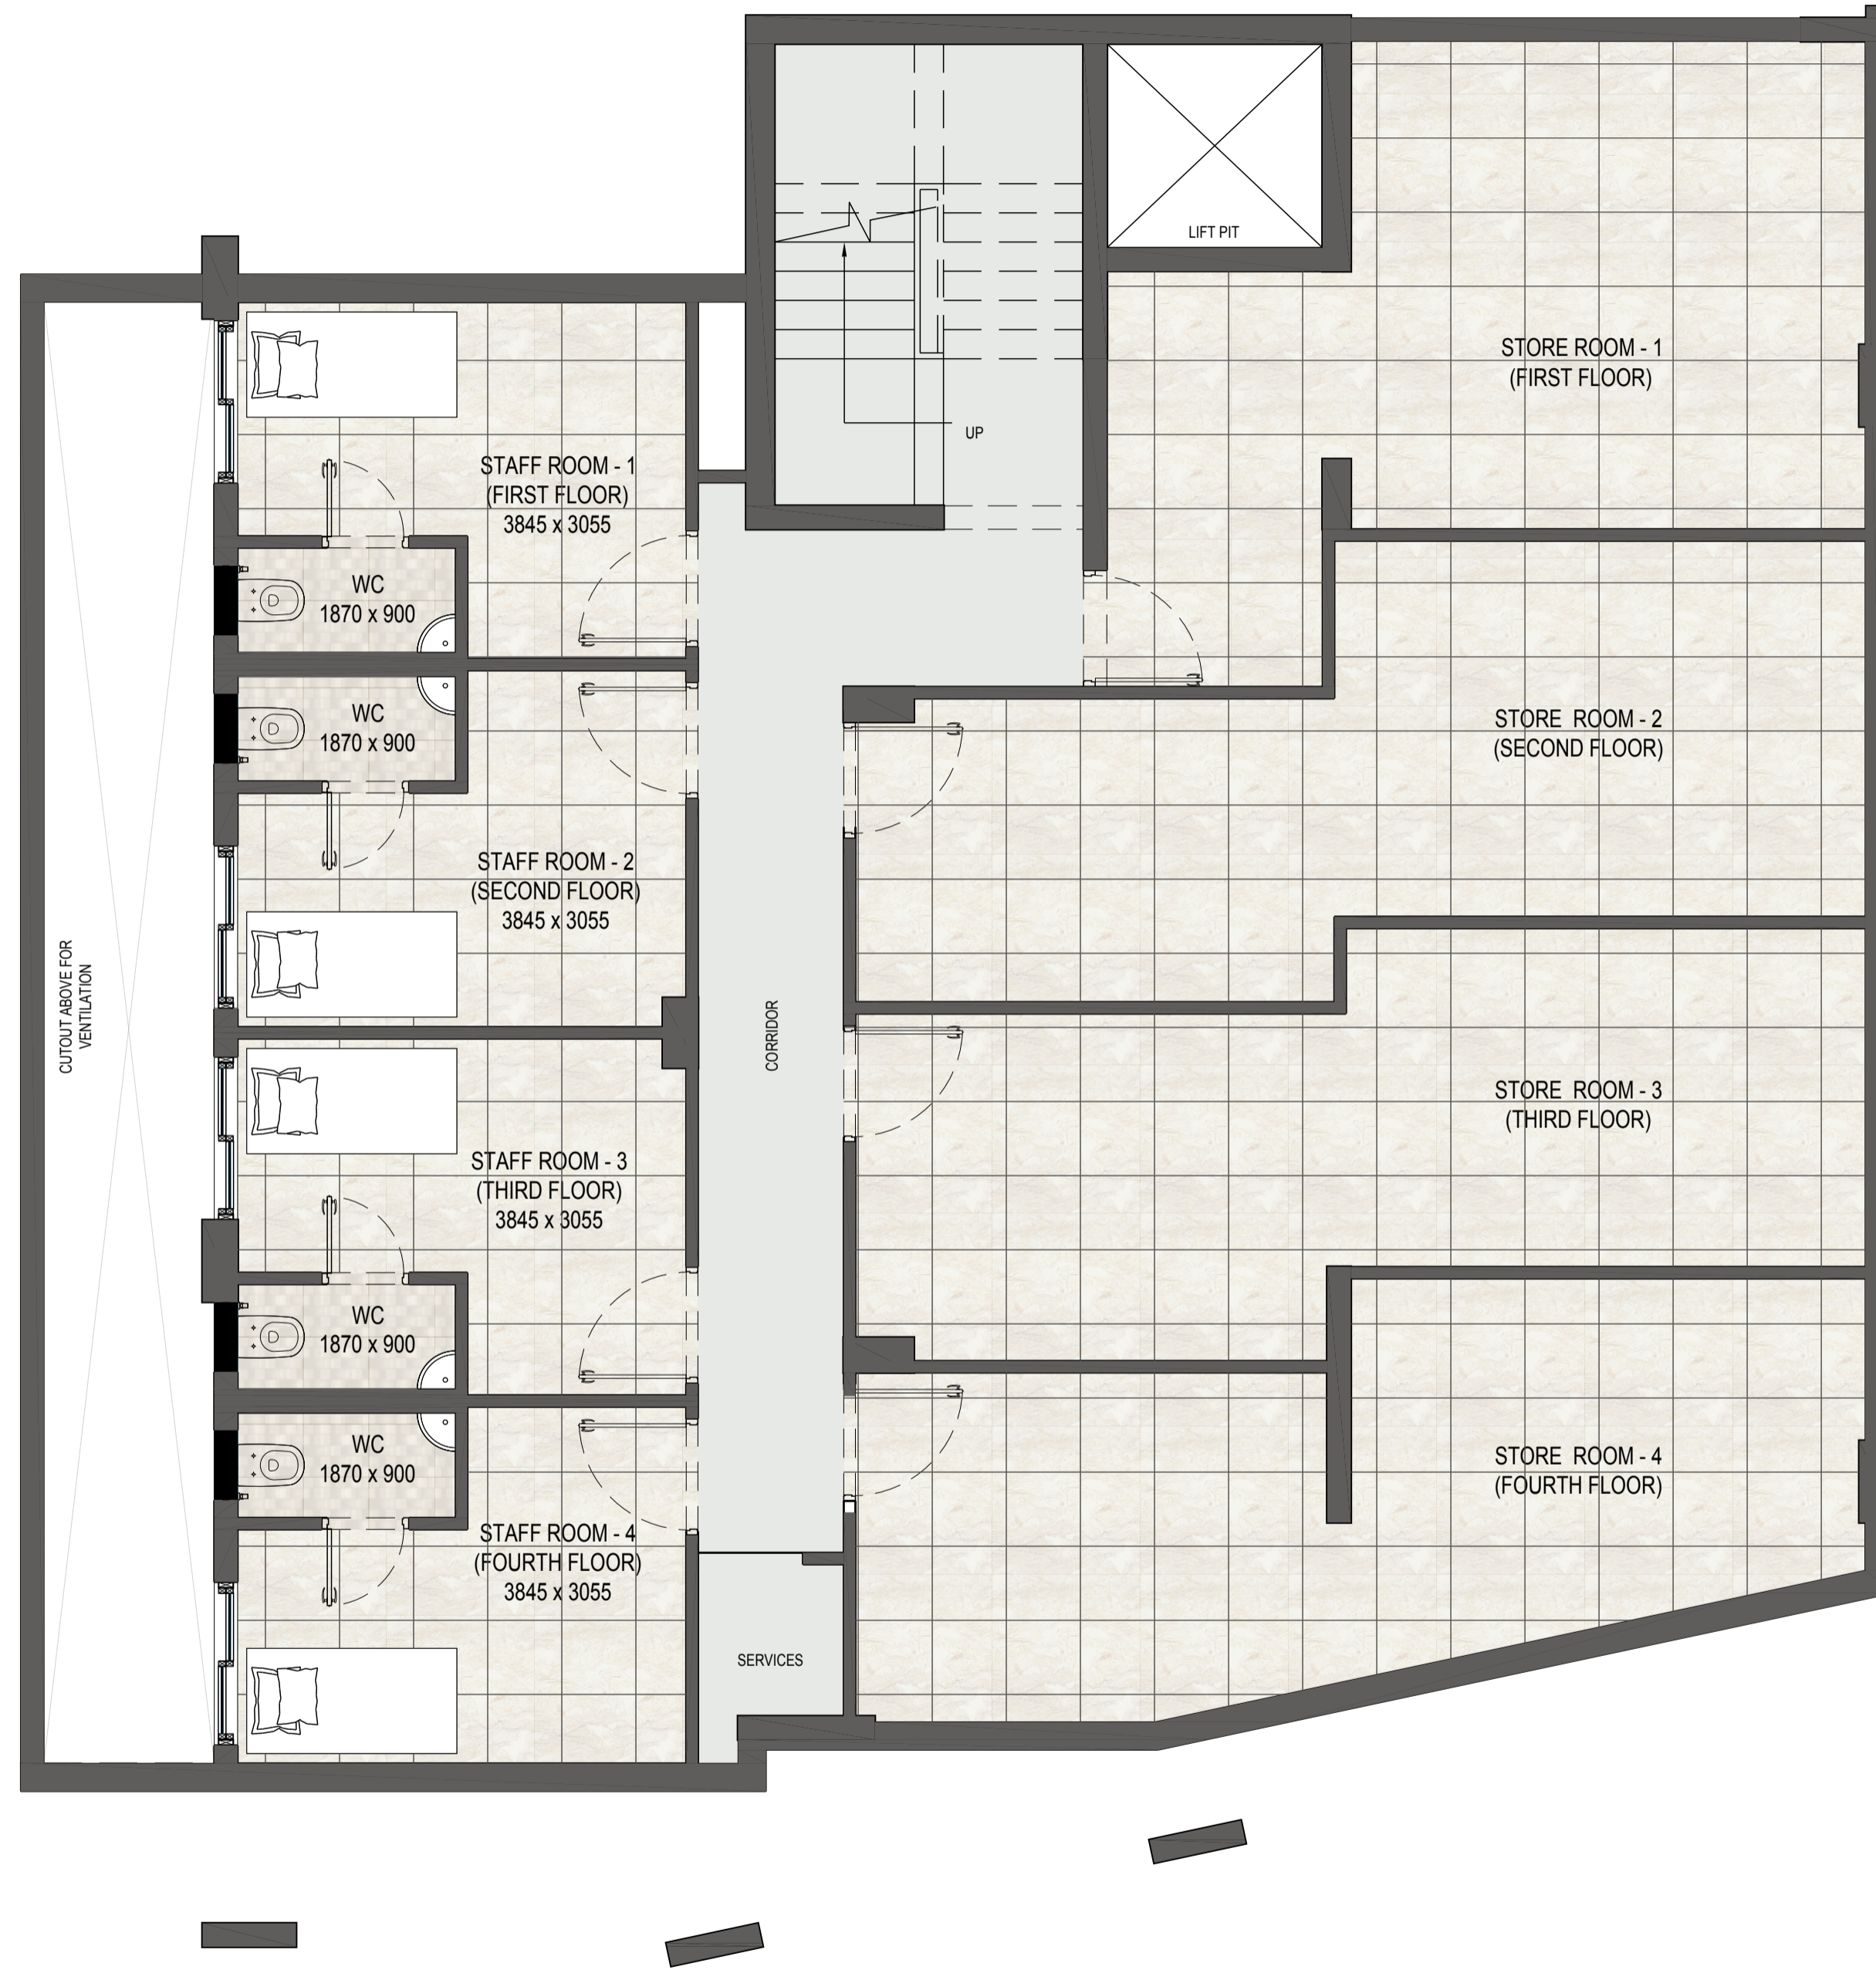 LIFT PIT
STORE ROOM - 1
(FIRST FLOOR)
UP
STAFF ROOM - 1
(FIRST FLOOR)
3845 x 3055
WC
1870 x 900
WC
1870 x 900
STORE ROOM - 2
(SECOND FLOOR)
STAFF ROOM - 2
(SECOND FLOOR)
3845 x 3055
CUTOUT ABOVE FOR
VENTILATION
CORRIDOR
STORE ROOM - 3
(THIRD FLOOR)
STAFF ROOM - 3
(THIRD FLOOR)
3845 x 3055
WC
1870 x 900
WC
1870 x 900
STORE ROOM - 4
(FOURTH FLOOR)
STAFF ROOM - 4
(FOURTH FLOOR)
3845 x 3055
SERVICES